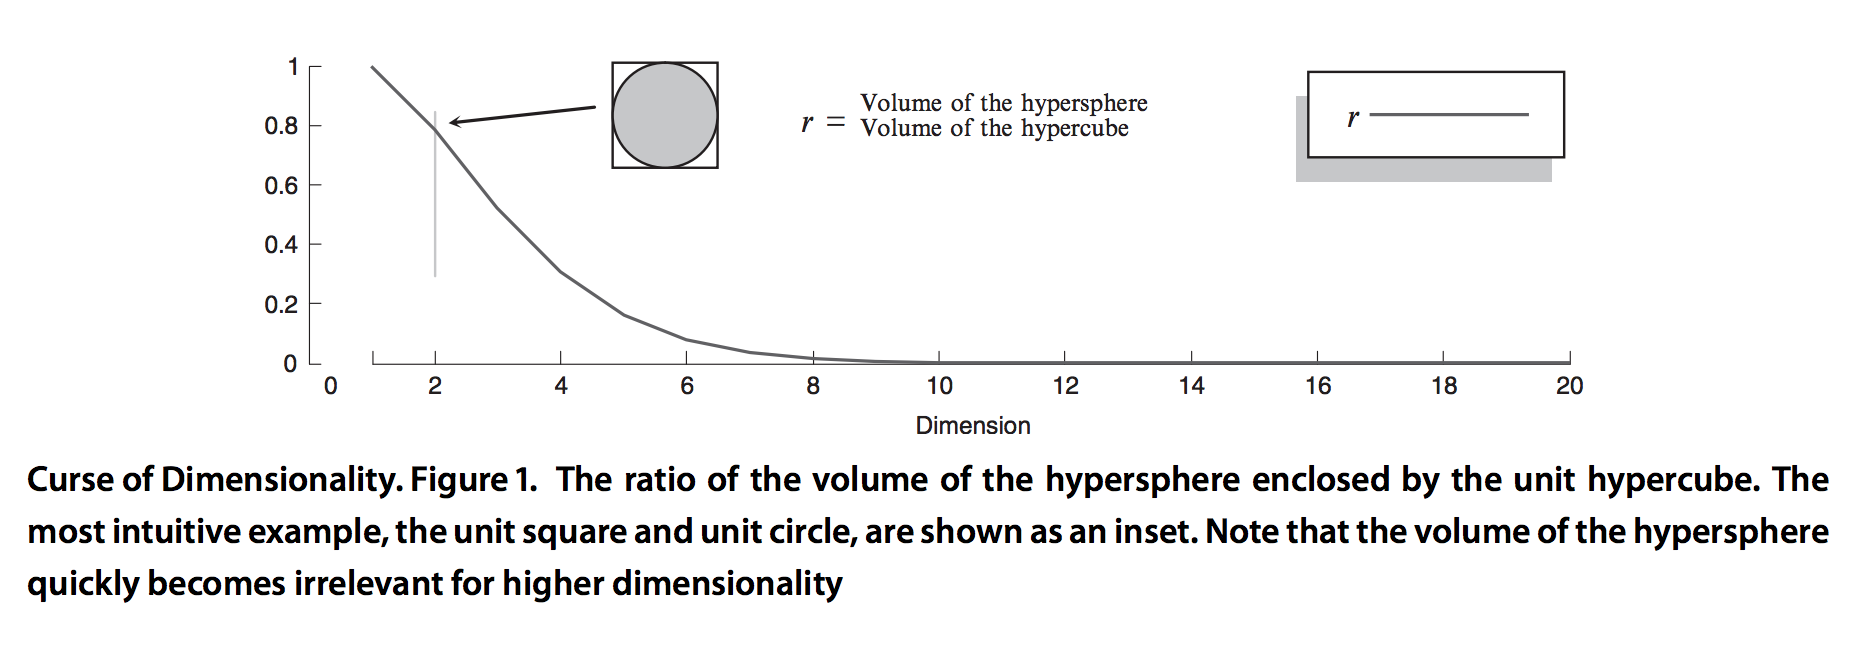 1
0.8
0.6
0.4
0.2
0
r = Volume of the hypersphere
Volume of the hypercube
r
0 2 4 6 8 10 12 14 16 18 20
Dimension
Curse of Dimensionality. Figure 1. The ratio of the volume of the hypersphere enclosed by the unit hypercube. The
most intuitive example, the unit square and unit circle, are shown as an inset. Note that the volume of the hypersphere
quickly becomes irrelevant for higher dimensionality